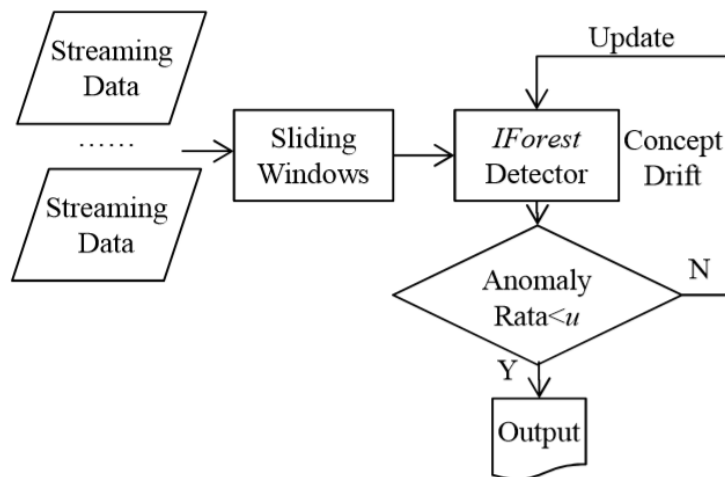 Streaming
Data
......
Streaming
Data
Sliding
Windows
Update
IForest
Detector
Concept
Drift
Anomaly
Rata<u
N
Y
Output